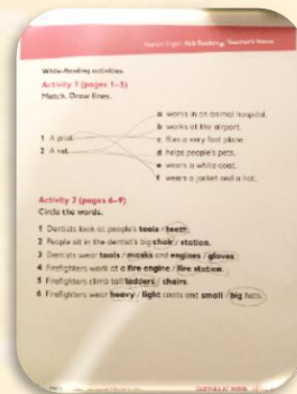 Teacher's Notes
While-Reading activities
Activity 1 (pages 1–5)
Match. Draw lines.
a works in an animal hospital.
b works at the airport.
1 A pilot
c flies a very fast plane.
2 A vet
d helps people's pets.
e wears a white coat.
f wears a jacket and a hat.
Activity 2 (pages 6–9)
Circle the words.
1 Dentists look at people's tools / teeth.
2 People sit in the dentist's big chair / station.
3 Dentists wear tools / masks and engines / gloves.
4 Firefighters work at a fire engine / fire station.
5 Firefighters climb tall ladders / chairs.
6 Firefighters wear heavy / light coats and small / big hats.